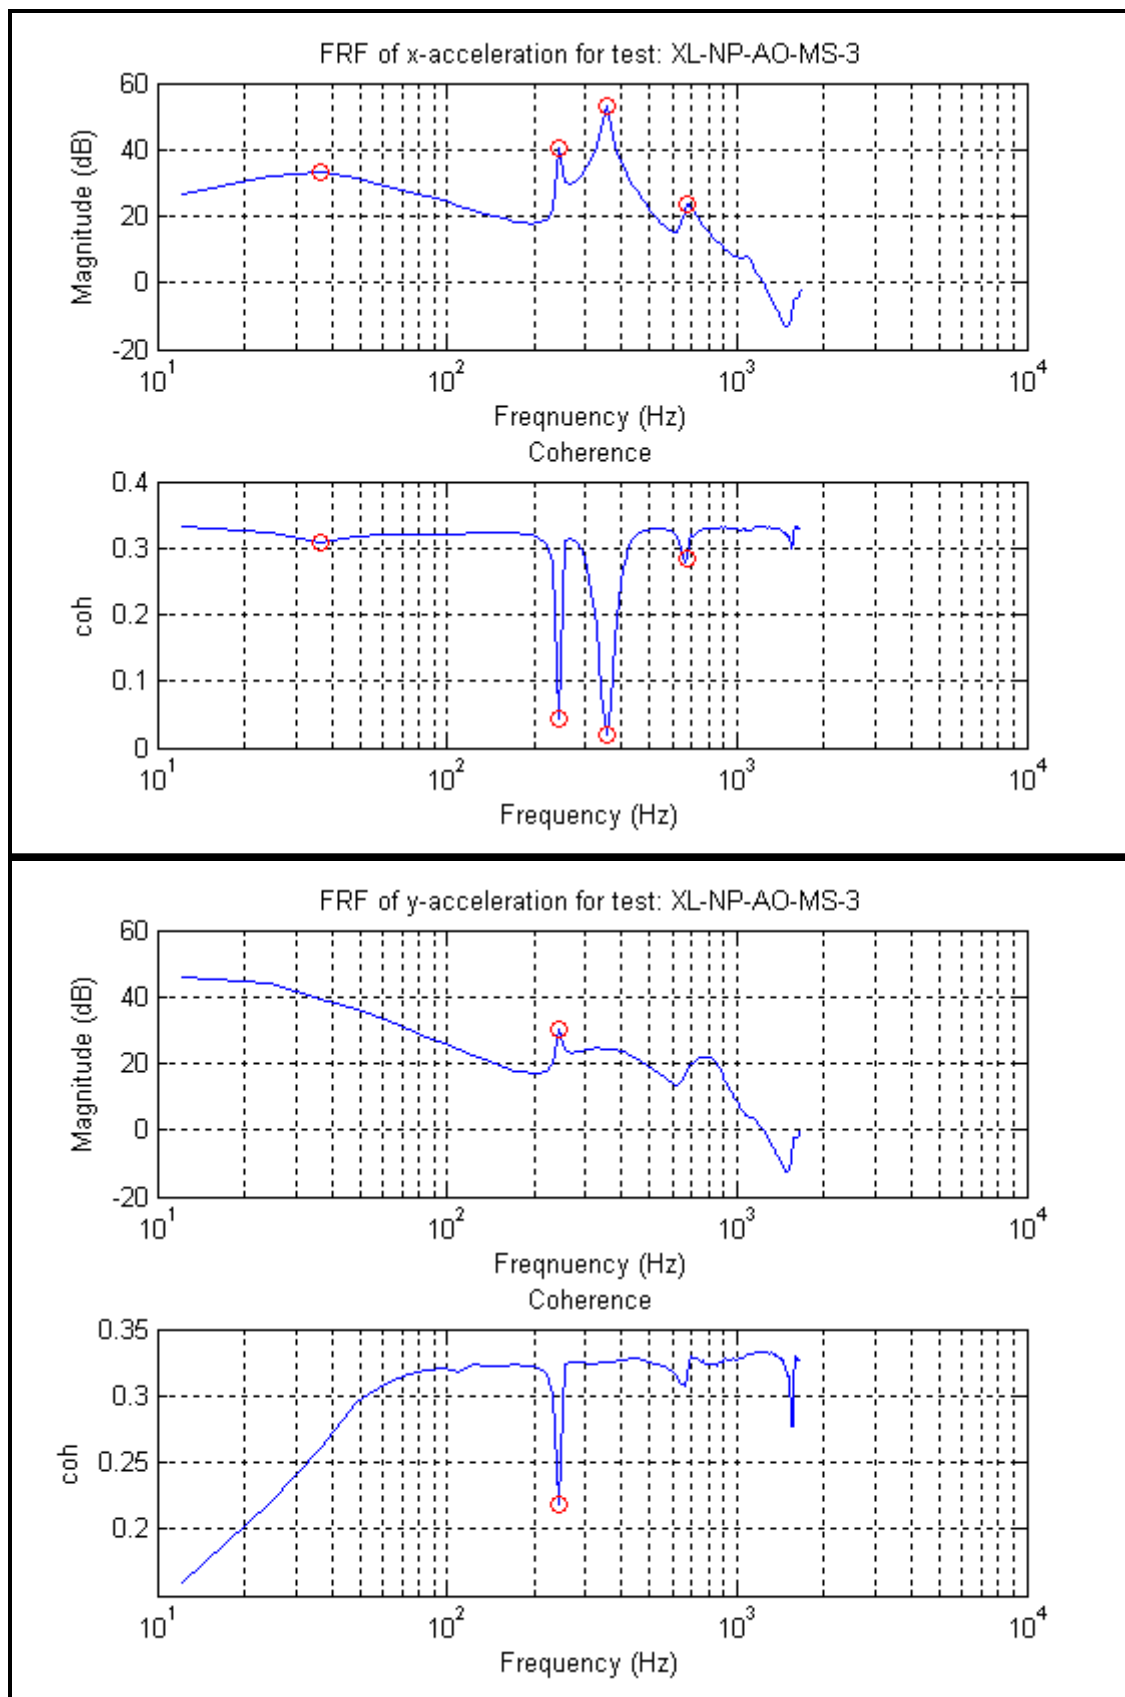 FRF of x-acceleration for test: XL-NP-AO-MS-3
Magnitude (dB)
60
40
20
0
-20
10^1 10^2 10^3 10^4
Freqnuency (Hz)
Coherence
coh
0.4
0.3
0.2
0.1
0
10^1 10^2 10^3 10^4
Frequency (Hz)
FRF of y-acceleration for test: XL-NP-AO-MS-3
Magnitude (dB)
60
40
20
0
-20
10^1 10^2 10^3 10^4
Freqnuency (Hz)
Coherence
coh
0.35
0.3
0.25
0.2
10^1 10^2 10^3 10^4
Frequency (Hz)